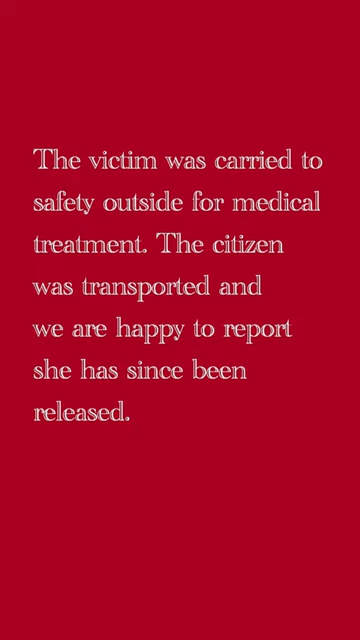 The victim was carried to
safety outside for medical
treatment. The citizen
was transported and
we are happy to report
she has since been
released.